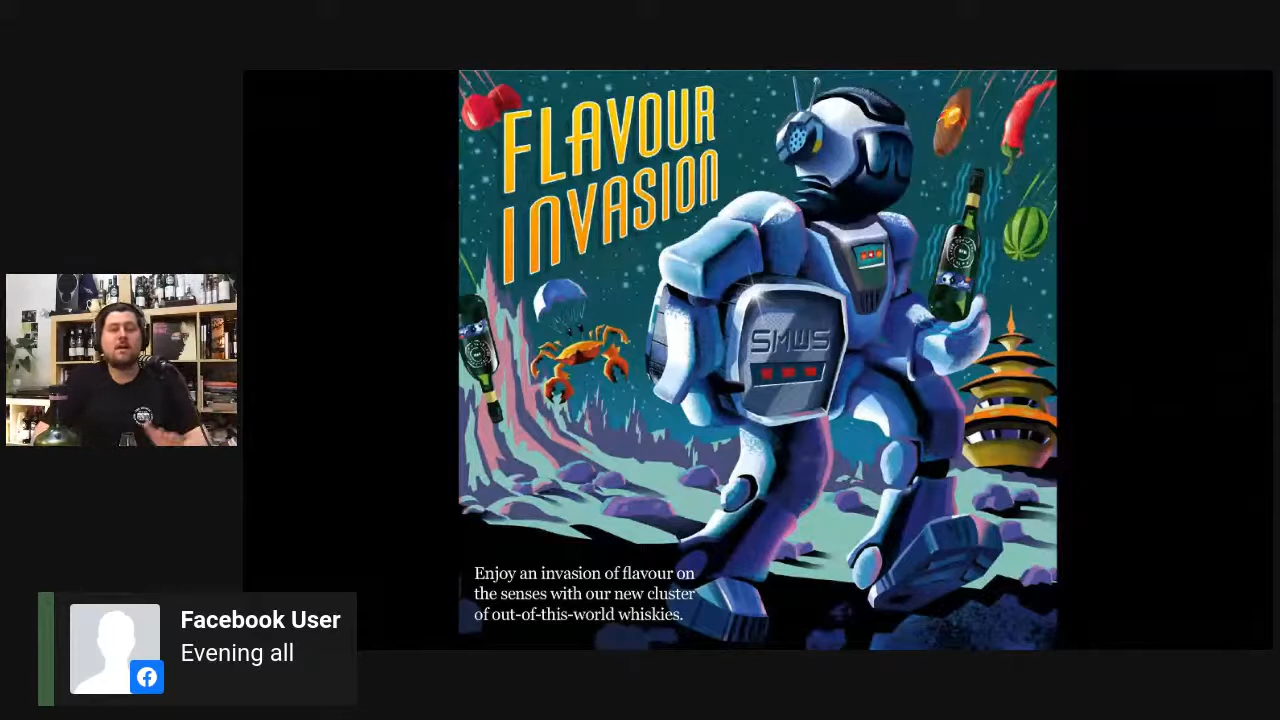 FLAVOUR
INVASION
SMWS
Enjoy an invasion of flavour on
the senses with our new cluster
of out-of-this-world whiskies.
Facebook User
Evening all